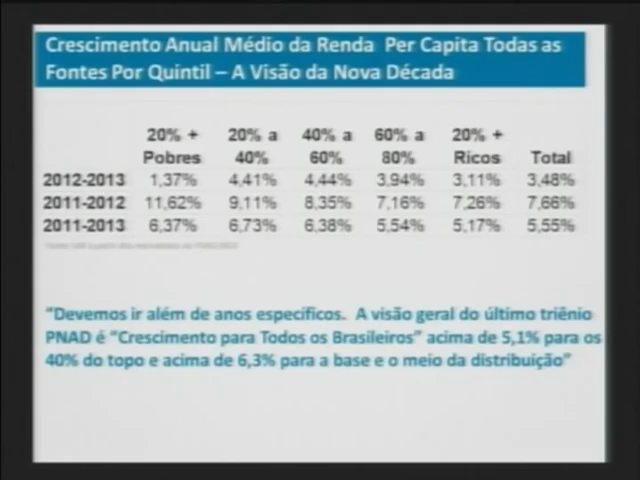 Crescimento Anual Médio da Renda Per Capita Todas as
Fontes Por Quintil – A Visão da Nova Década
20% + 20% a 40% a 60% a 20% +
Pobres 40% 60% 80% Ricos Total
2012-2013 1,37% 4,41% 4,44% 3,94% 3,11% 3,48%
2011-2012 11,62% 9,11% 8,35% 7,16% 7,26% 7,66%
2011-2013 6,37% 6,73% 6,38% 5,54% 5,17% 5,55%
"Devemos ir além de anos específicos. A visão geral do último triênio
PNAD é "Crescimento para Todos os Brasileiros" acima de 5,1% para os
40% do topo e acima de 6,3% para a base e o meio da distribuição"